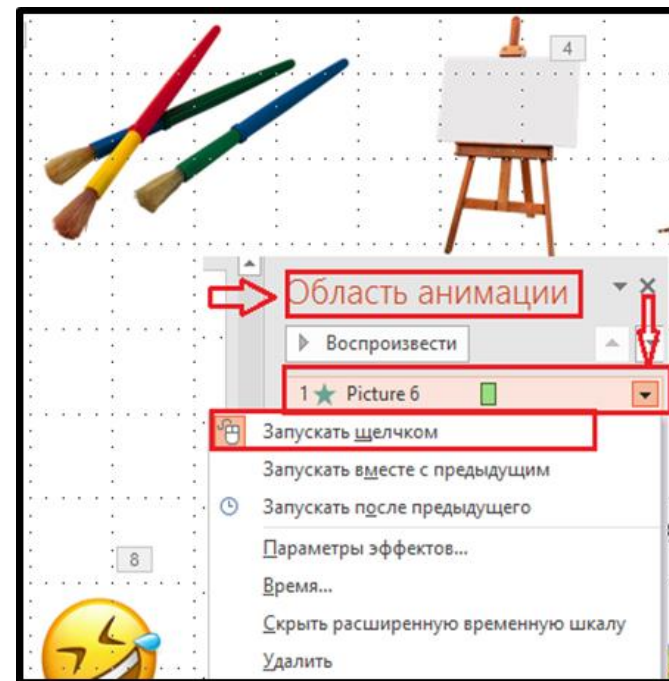 4
Область анимации
Воспроизвести
1 Picture 6
Запускать щелчком
Запускать вместе с предыдущим
Запускать после предыдущего
Параметры эффектов...
8
Время...
Скрыть расширенную временную шкалу
Удалить